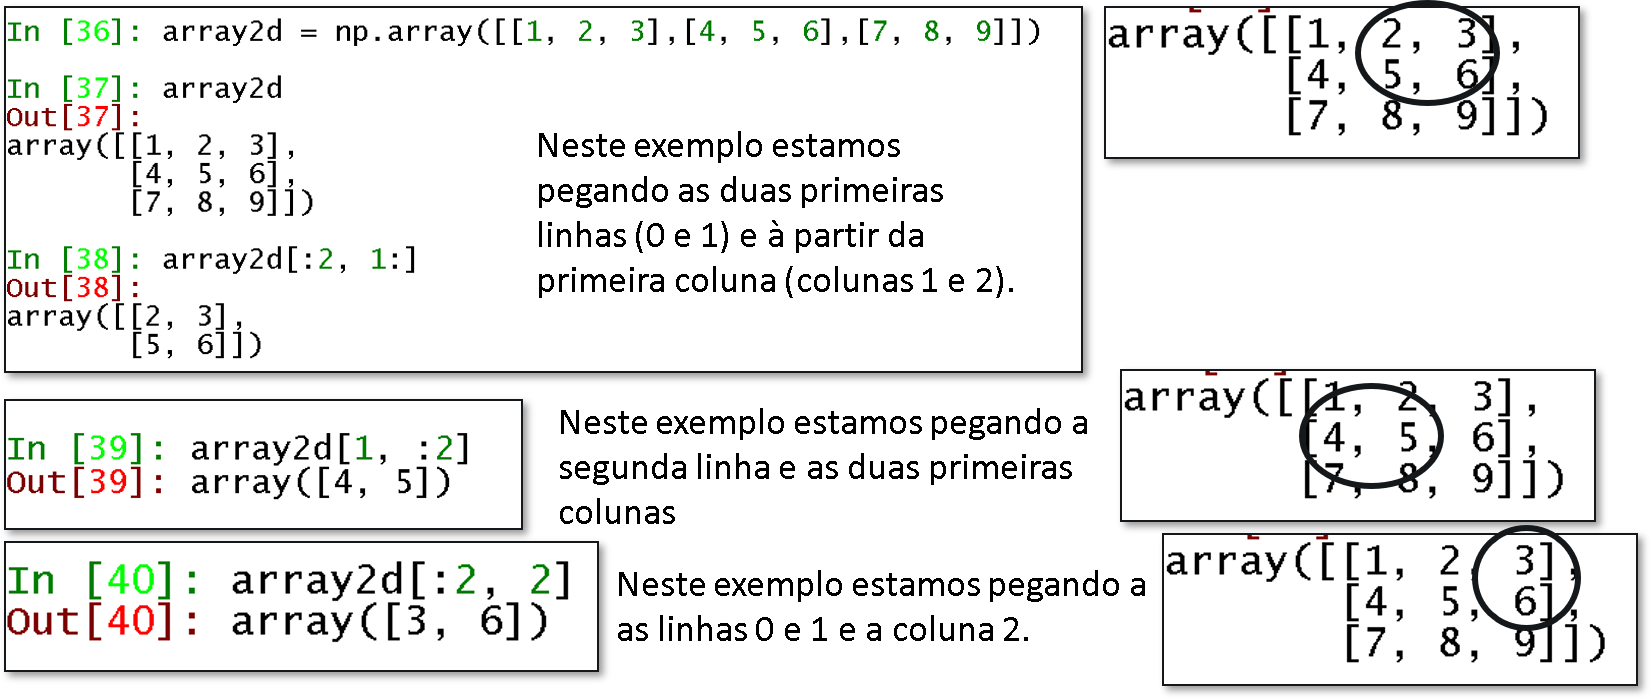 In [36]: array2d = np.array([[1, 2, 3],[4, 5, 6],[7, 8, 9]])
In [37]: array2d
Out[37]:
array([[1, 2, 3],
[4, 5, 6],
[7, 8, 9]])
In [38]: array2d[:2, 1:]
Out[38]:
array([[2, 3],
[5, 6]])
Neste exemplo estamos
pegando as duas primeiras
linhas (0 e 1) e à partir da
primeira coluna (colunas 1 e 2).
array([[1, 2, 3],
[4, 5, 6],
[7, 8, 9]])
In [39]: array2d[1, :2]
Out[39]: array([4, 5])
Neste exemplo estamos pegando a
segunda linha e as duas primeiras
colunas
array([[1, 2, 3],
[4, 5, 6],
[7, 8, 9]])
In [40]: array2d[:2, 2]
Out[40]: array([3, 6])
Neste exemplo estamos pegando a
as linhas 0 e 1 e a coluna 2.
array([[1, 2, 3],
[4, 5, 6],
[7, 8, 9]])